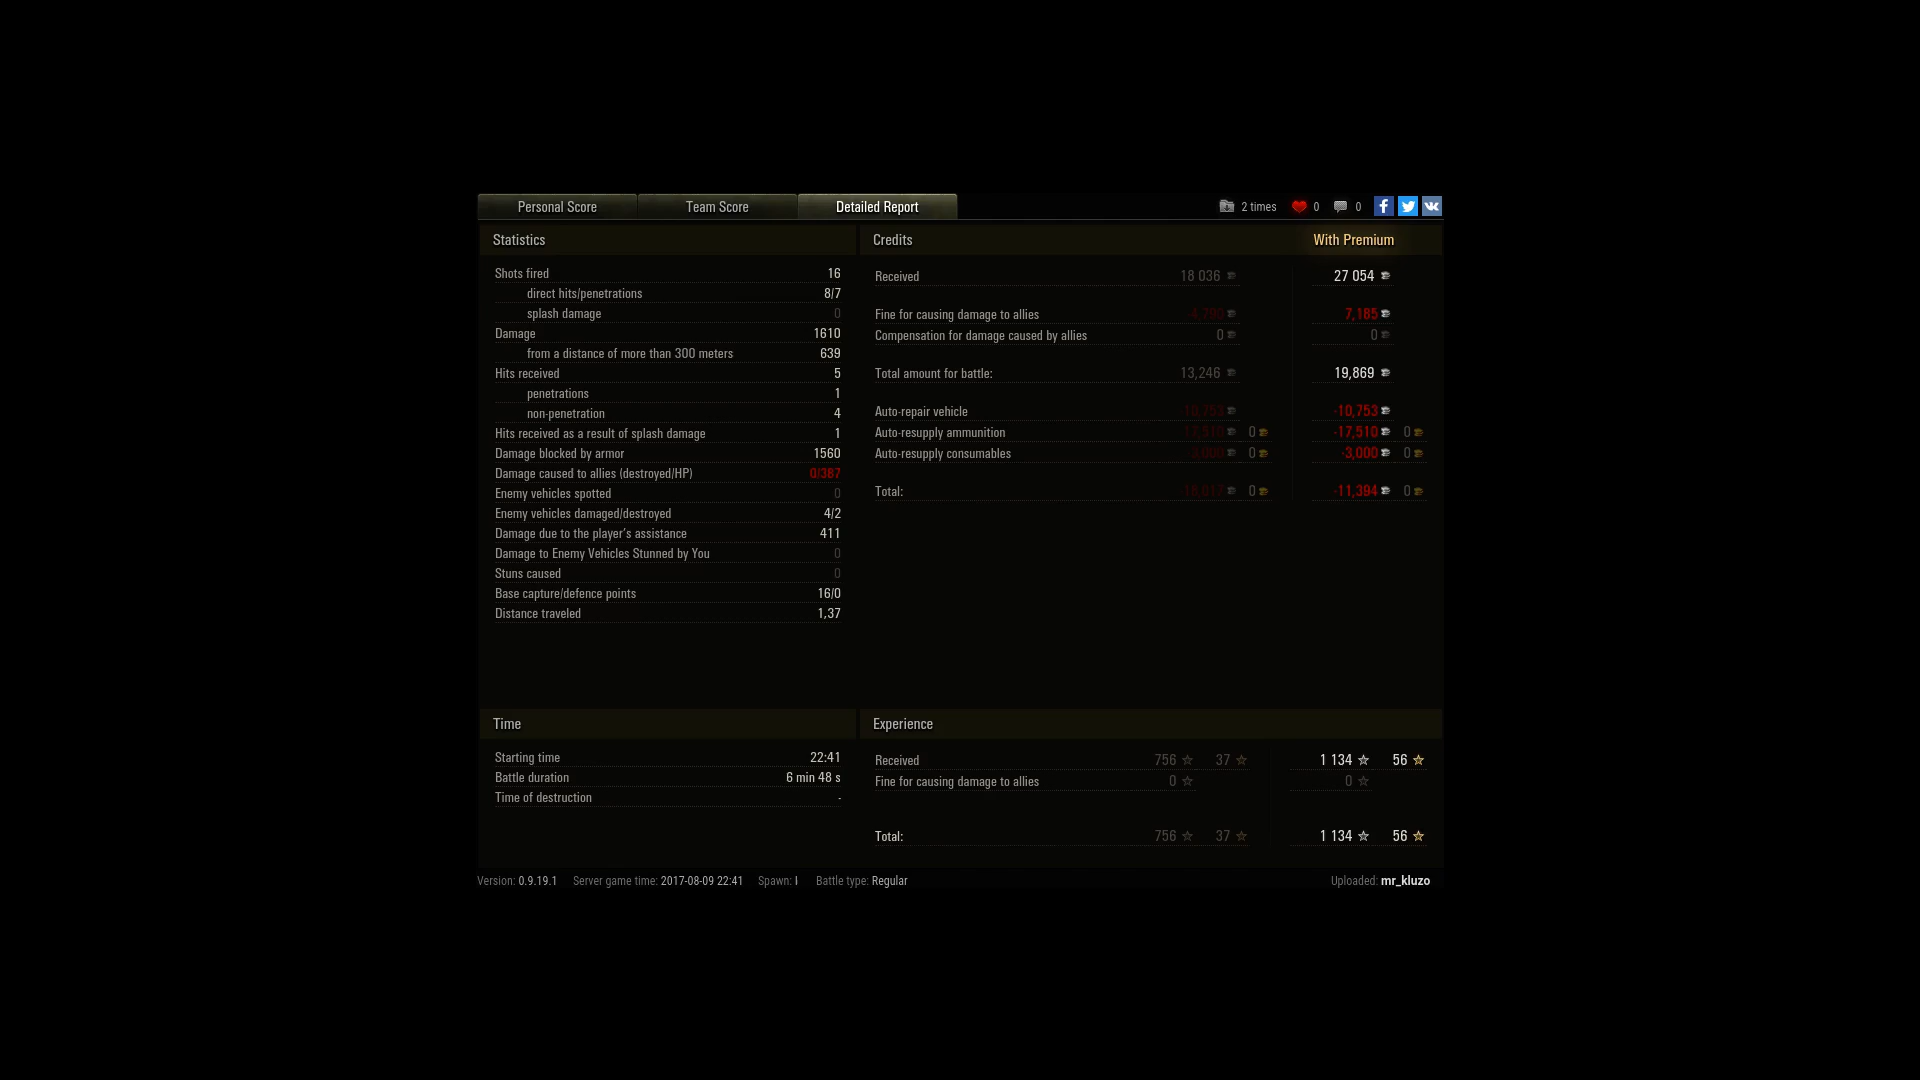 Personal Score Team Score Detailed Report 2 times 0 0
Statistics
Shots fired 16
direct hits/penetrations 8/7
splash damage 0
Damage 1610
from a distance of more than 300 meters 639
Hits received 5
penetrations 1
non-penetration 4
Hits received as a result of splash damage 1
Damage blocked by armor 1560
Damage caused to allies (destroyed/HP) 0/387
Enemy vehicles spotted 0
Enemy vehicles damaged/destroyed 4/2
Damage due to the player's assistance 411
Damage to Enemy Vehicles Stunned by You 0
Stuns caused 0
Base capture/defence points 16/0
Distance traveled 1,37
Credits With Premium
Received 18 036 27 054
Fine for causing damage to allies -4,790 7,185
Compensation for damage caused by allies 0 0
Total amount for battle: 13,246 19,869
Auto-repair vehicle 10,753 -10,753
Auto-resupply ammunition 17,510 0 -17,510 0
Auto-resupply consumables 3,000 0 -3,000 0
Total: 0 -11,394 0
Time
Starting time 22:41
Battle duration 6 min 48 s
Time of destruction -
Experience
Received 756 37 1 134 56
Fine for causing damage to allies 0 0
Total: 756 37 1 134 56
Version: 0.9.19.1 Server game time: 2017-08-09 22:41 Spawn: I Battle type: Regular Uploaded: mr_kluzo